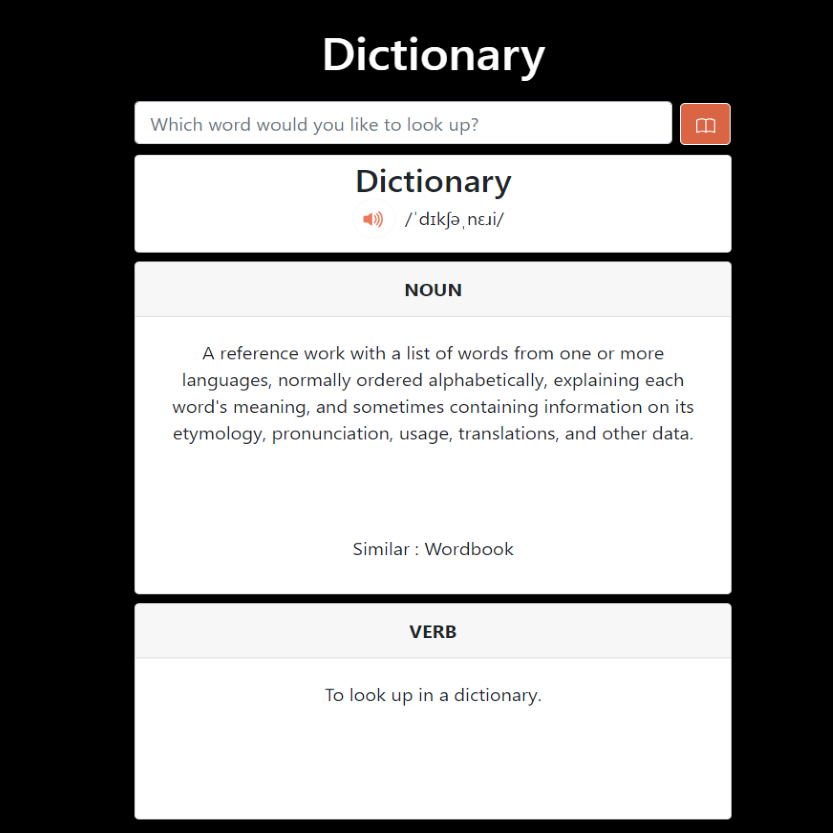 Dictionary
Which word would you like to look up?
Dictionary
/ˈdɪkʃəˌnɛɹi/
NOUN
A reference work with a list of words from one or more
languages, normally ordered alphabetically, explaining each
word's meaning, and sometimes containing information on its
etymology, pronunciation, usage, translations, and other data.
Similar : Wordbook
VERB
To look up in a dictionary.